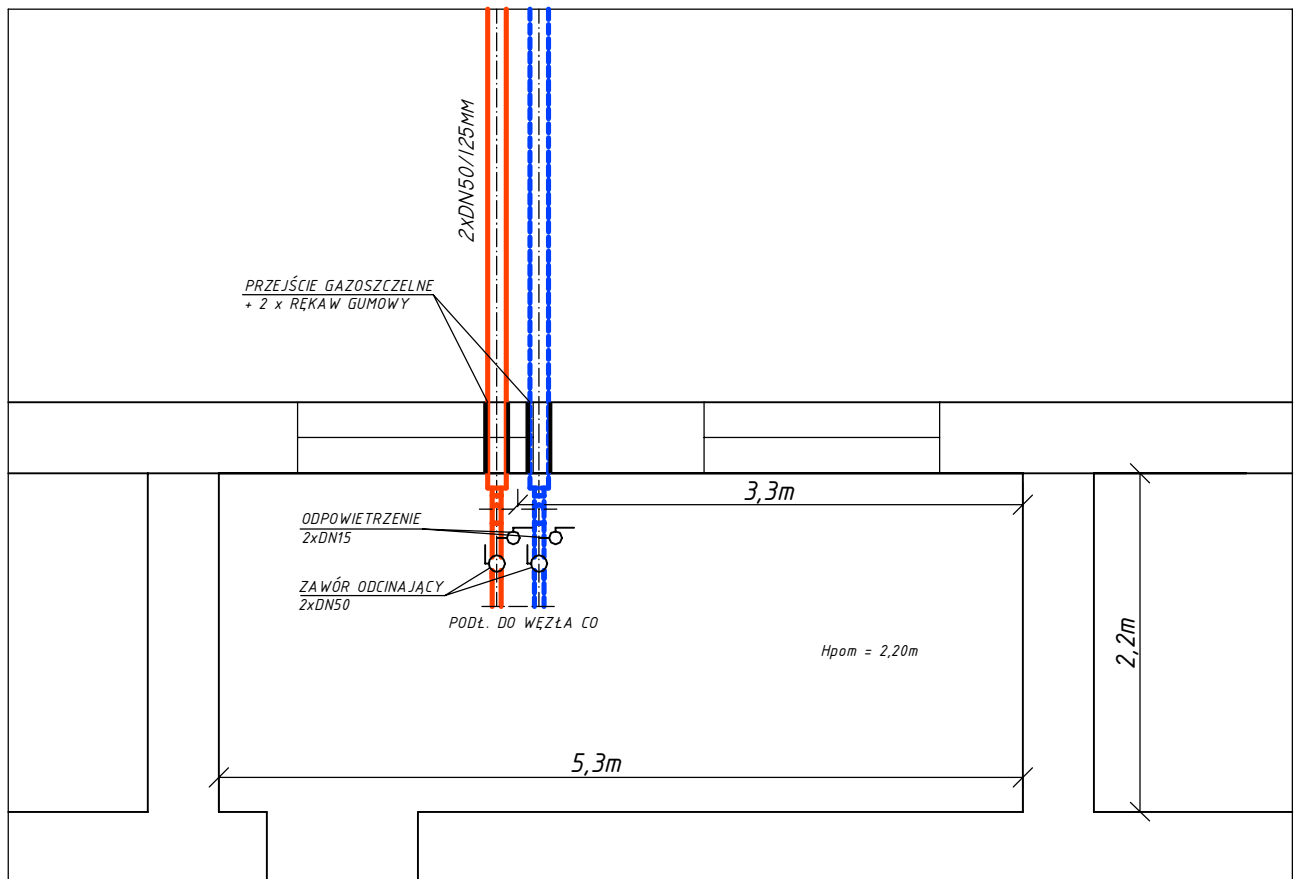 2xDN50/125MM
PRZEJŚCIE GAZOSZCZELNE
+ 2 x RĘKAW GUMOWY
3,3m
ODPOWIETRZENIE
2xDN15
ZAWÓR ODCINAJĄCY
2xDN50
PODŁ. DO WĘZŁA CO
Hpom = 2,20m
2,2m
5,3m